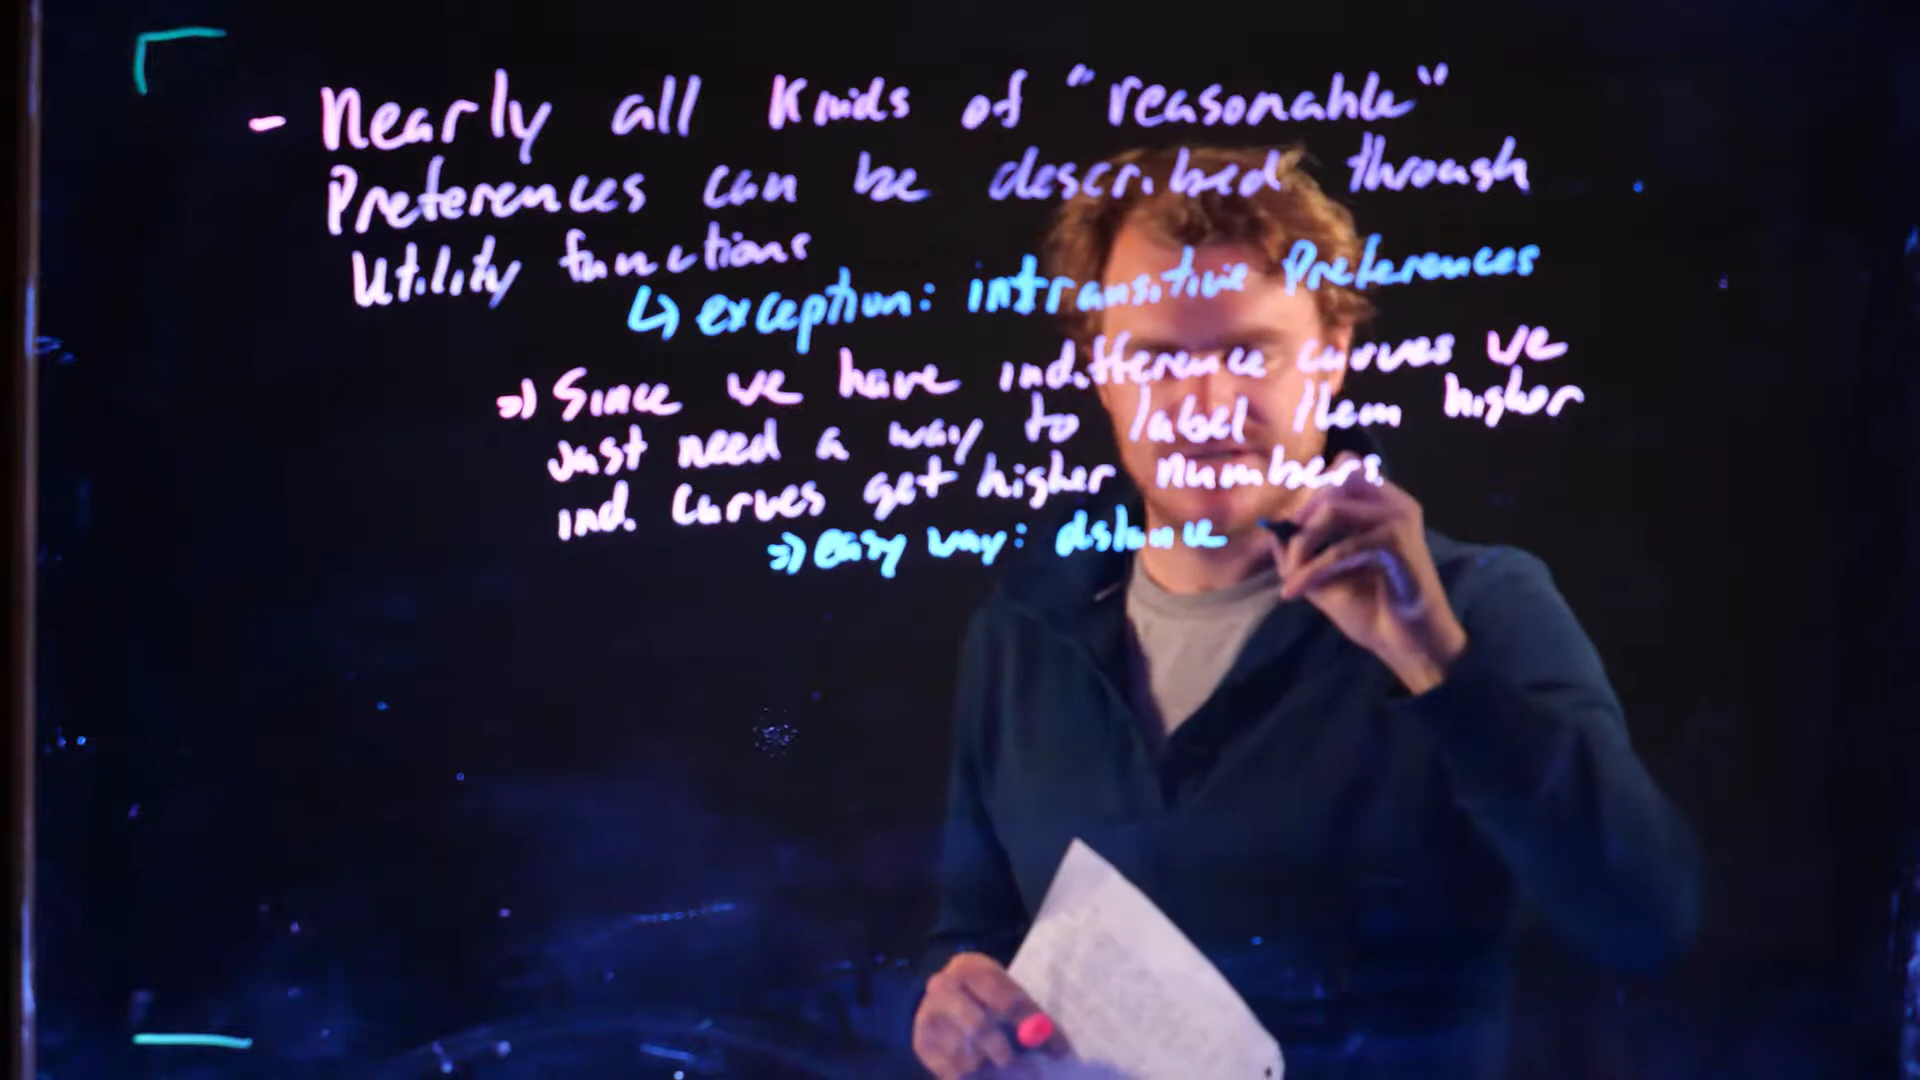 - Nearly all Kinds of "reasonable"
Preferences can be described through
Utility functions
↳ exception: intransitive Preferences
⇒ Since we have indifference curves we
just need a way to label them higher
ind. curves get higher numbers.
⇒ easy way: distance